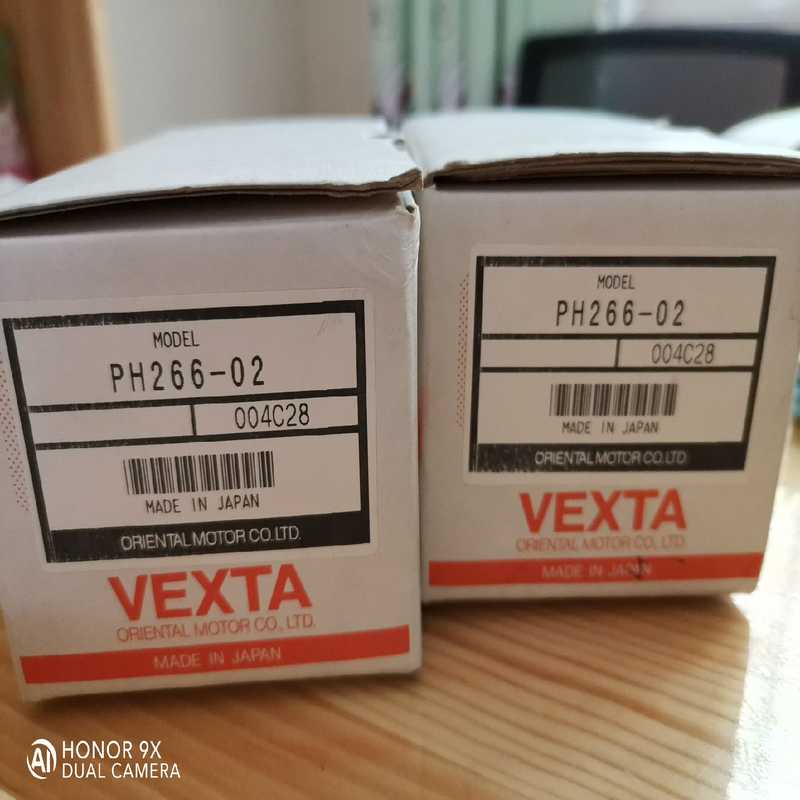 MODEL
PH266-02
004C28
MADE IN JAPAN
ORIENTAL MOTOR CO.LTD.
VEXTA
ORIENTAL MOTOR CO., LTD.
MADE IN JAPAN
MODEL
PH266-02
004C28
MADE IN JAPAN
ORIENTAL MOTOR CO.LTD.
VEXTA
ORIENTAL MOTOR CO., LTD.
MADE IN JAPAN
AI HONOR 9X
DUAL CAMERA